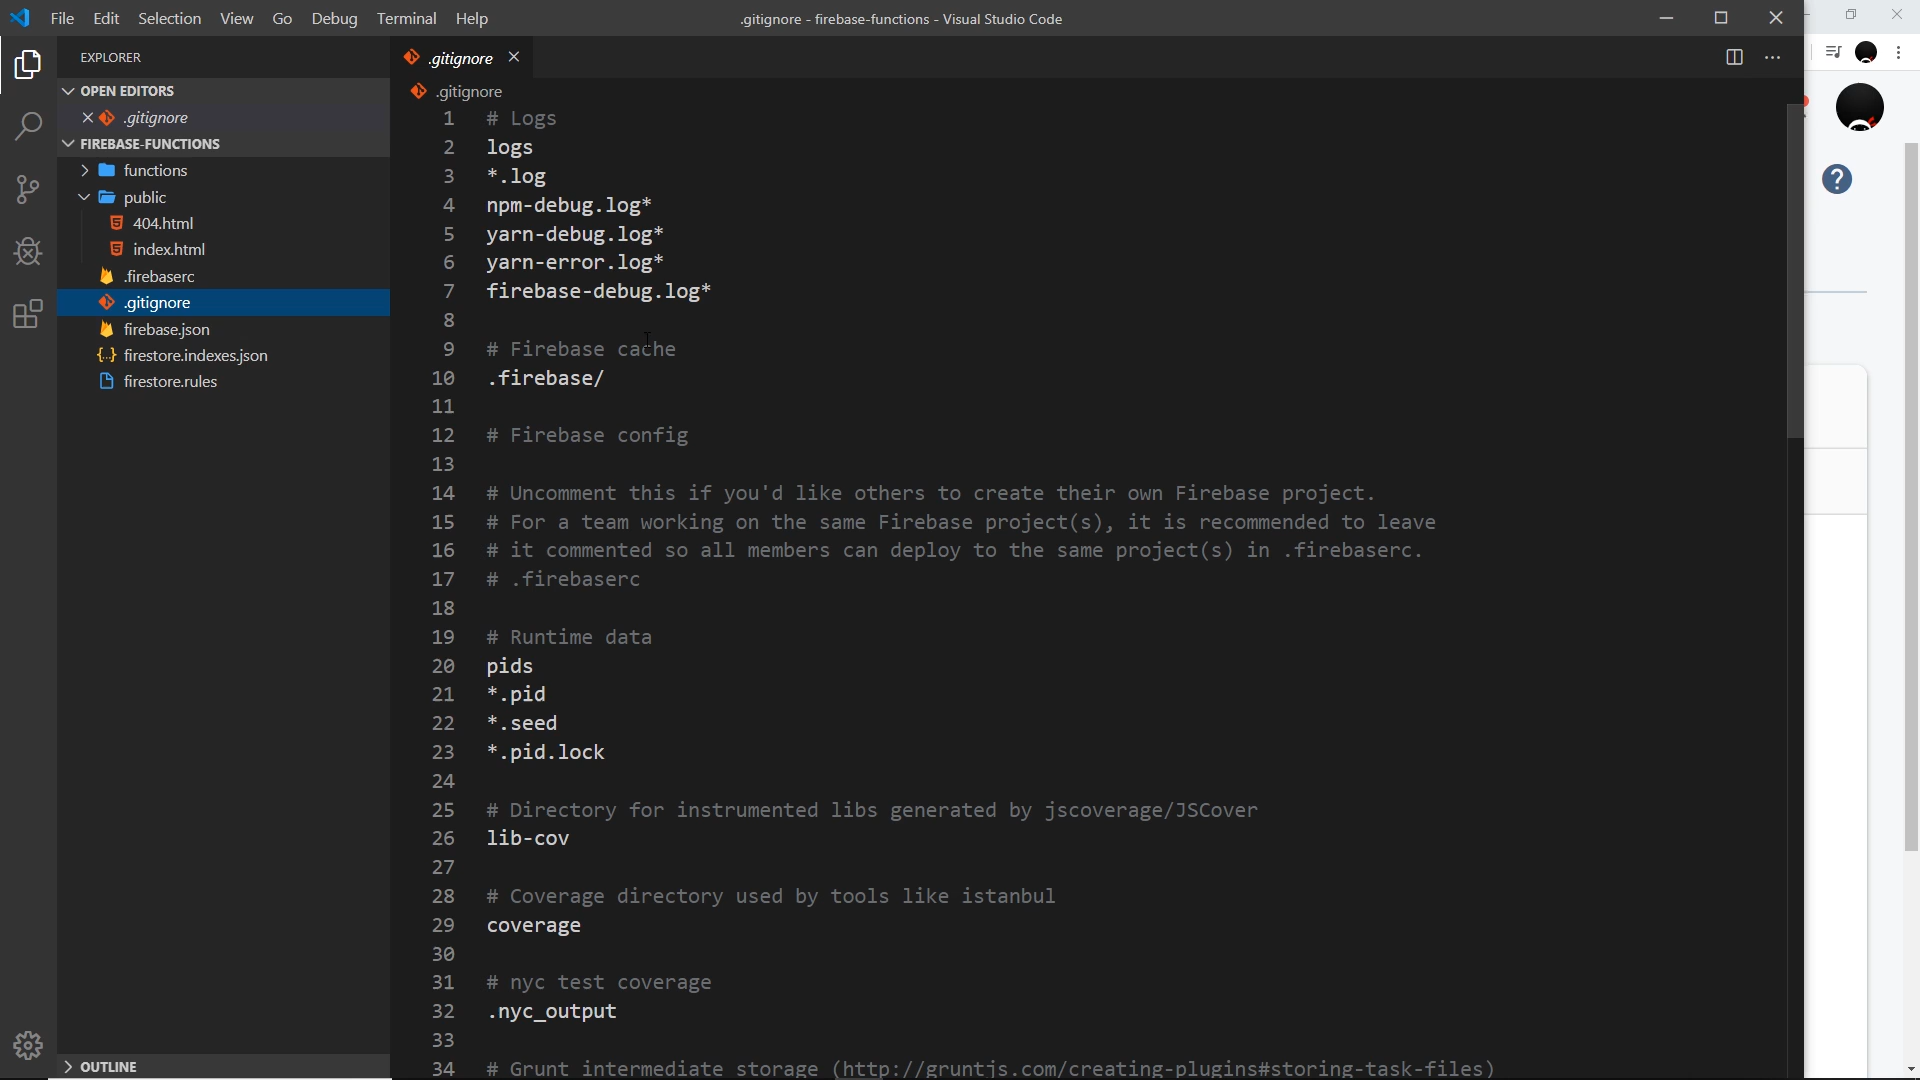 File Edit Selection View Go Debug Terminal Help
.gitignore - firebase-functions - Visual Studio Code
EXPLORER
OPEN EDITORS
.gitignore
FIREBASE-FUNCTIONS
functions
public
404.html
index.html
.firebaserc
.gitignore
firebase.json
firestore.indexes.json
firestore.rules
OUTLINE
.gitignore
.gitignore
1 # Logs
2 logs
3 *.log
4 npm-debug.log*
5 yarn-debug.log*
6 yarn-error.log*
7 firebase-debug.log*
8
9 # Firebase cache
10 .firebase/
11
12 # Firebase config
13
14 # Uncomment this if you'd like others to create their own Firebase project.
15 # For a team working on the same Firebase project(s), it is recommended to leave
16 # it commented so all members can deploy to the same project(s) in .firebaserc.
17 # .firebaserc
18
19 # Runtime data
20 pids
21 *.pid
22 *.seed
23 *.pid.lock
24
25 # Directory for instrumented libs generated by jscoverage/JSCover
26 lib-cov
27
28 # Coverage directory used by tools like istanbul
29 coverage
30
31 # nyc test coverage
32 .nyc_output
33
34 # Grunt intermediate storage (http://gruntjs.com/creating-plugins#storing-task-files)
?